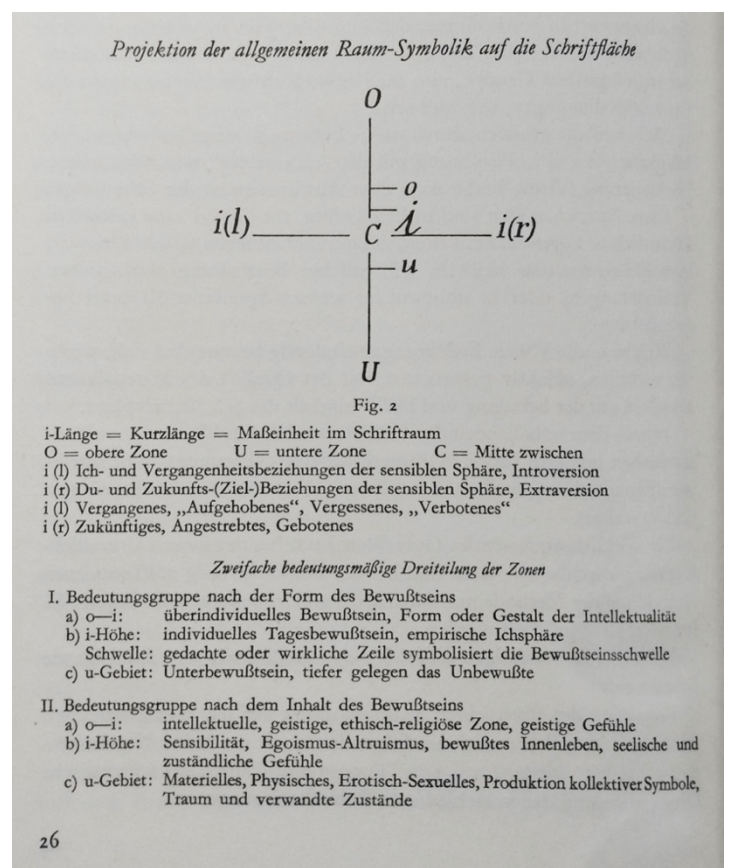 Projektion der allgemeinen Raum-Symbolik auf die Schriftfläche
O
o
i(l) C i i(r)
u
U
Fig. 2
i-Länge = Kurzlänge = Maßeinheit im Schriftraum
O = obere Zone U = untere Zone C = Mitte zwischen
i (l) Ich- und Vergangenheitsbeziehungen der sensiblen Sphäre, Introversion
i (r) Du- und Zukunfts-(Ziel-)Beziehungen der sensiblen Sphäre, Extraversion
i (l) Vergangenes, „Aufgehobenes“, Vergessenes, „Verbotenes“
i (r) Zukünftiges, Angestrebtes, Gebotenes
Zweifache bedeutungsmäßige Dreiteilung der Zonen
I. Bedeutungsgruppe nach der Form des Bewußtseins
a) o—i: überindividuelles Bewußtsein, Form oder Gestalt der Intellektualität
b) i-Höhe: individuelles Tagesbewußtsein, empirische Ichsphäre
Schwelle: gedachte oder wirkliche Zeile symbolisiert die Bewußtseinsschwelle
c) u-Gebiet: Unterbewußtsein, tiefer gelegen das Unbewußte
II. Bedeutungsgruppe nach dem Inhalt des Bewußtseins
a) o—i: intellektuelle, geistige, ethisch-religiöse Zone, geistige Gefühle
b) i-Höhe: Sensibilität, Egoismus-Altruismus, bewußtes Innenleben, seelische und
zuständliche Gefühle
c) u-Gebiet: Materielles, Physisches, Erotisch-Sexuelles, Produktion kollektiver Symbole,
Traum und verwandte Zustände
26